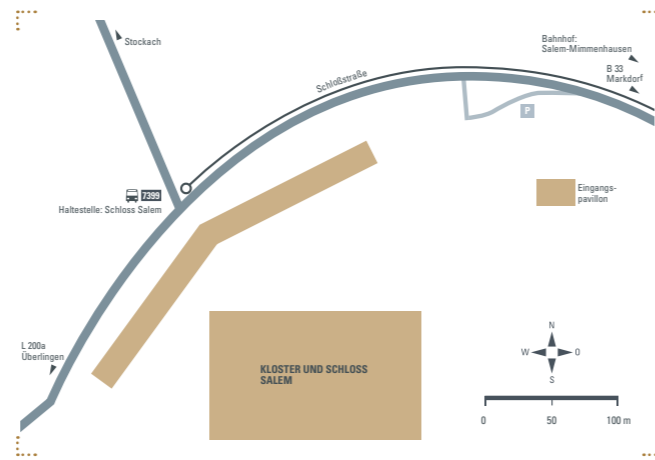 Stockach
Schloßstraße
Bahnhof:
Salem-Mimmenhausen
B 33
Markdorf
P
7399
Haltestelle: Schloss Salem
Eingangs-
pavillon
L 200a
Überlingen
KLOSTER UND SCHLOSS
SALEM
N
W O
S
0 50 100 m